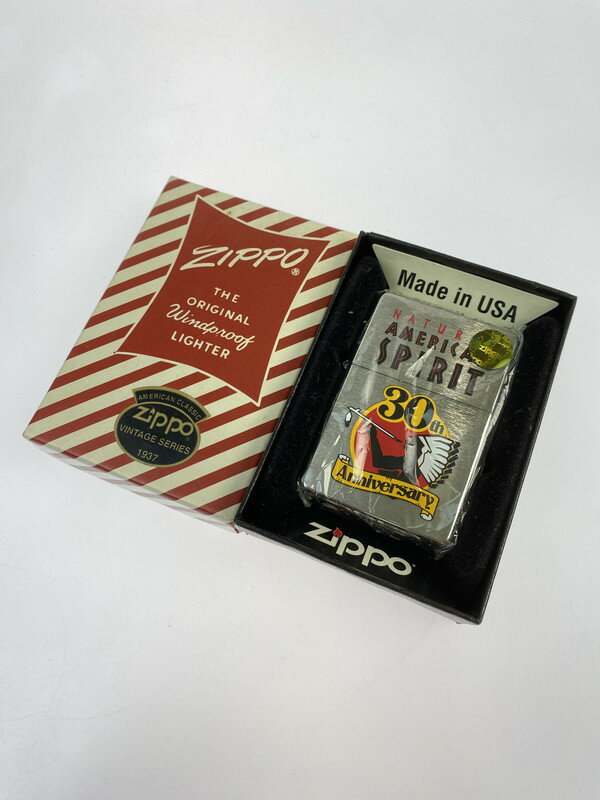 ZIPPO®
THE
ORIGINAL
Windproof
LIGHTER
AMERICAN CLASSIC
Zippo
VINTAGE SERIES
1937
Made in USA
NATUR
AMERICA
SPIRIT
30th
Anniversary
Zippo